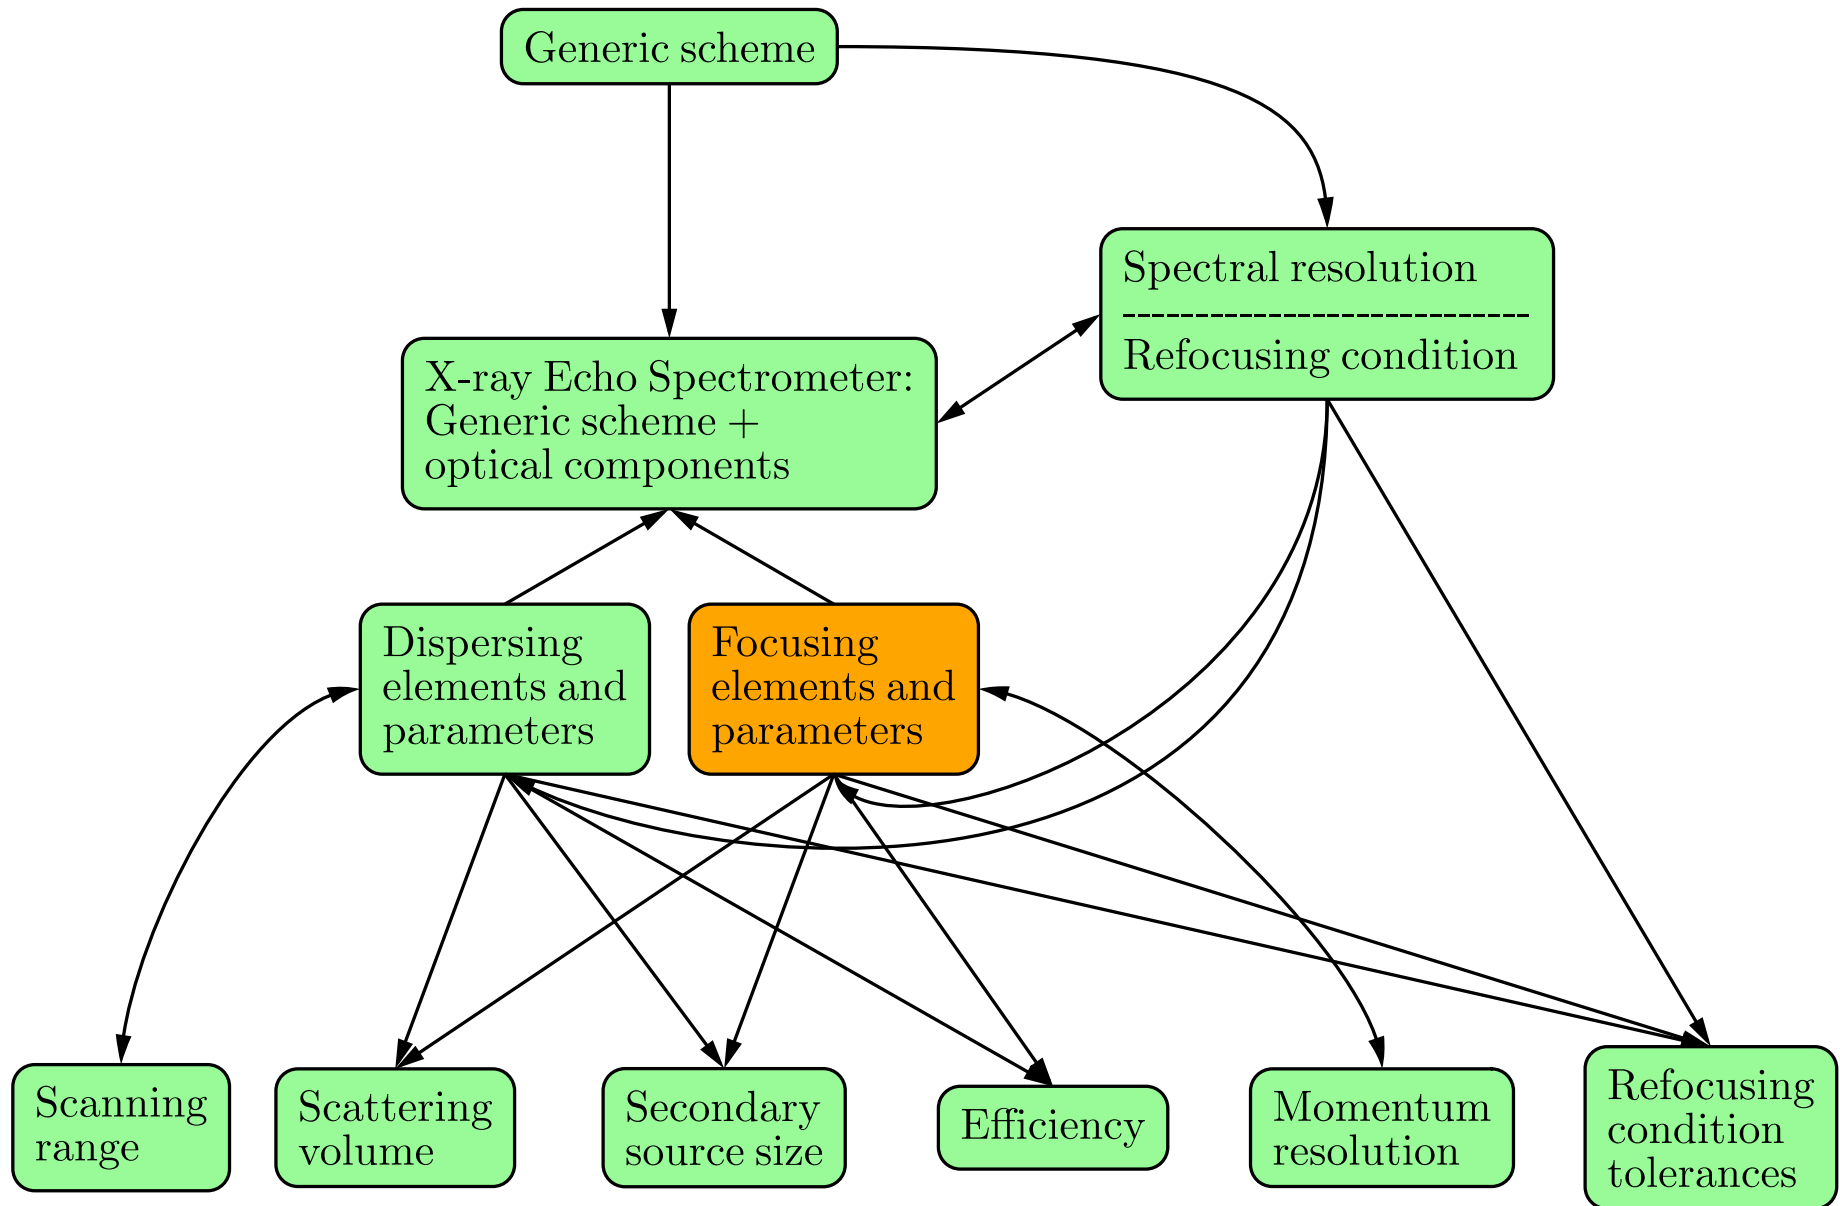 Generic scheme
Spectral resolution
----------------------------
Refocusing condition
X-ray Echo Spectrometer:
Generic scheme +
optical components
Dispersing
elements and
parameters
Focusing
elements and
parameters
Scanning
range
Scattering
volume
Secondary
source size
Efficiency
Momentum
resolution
Refocusing
condition
tolerances